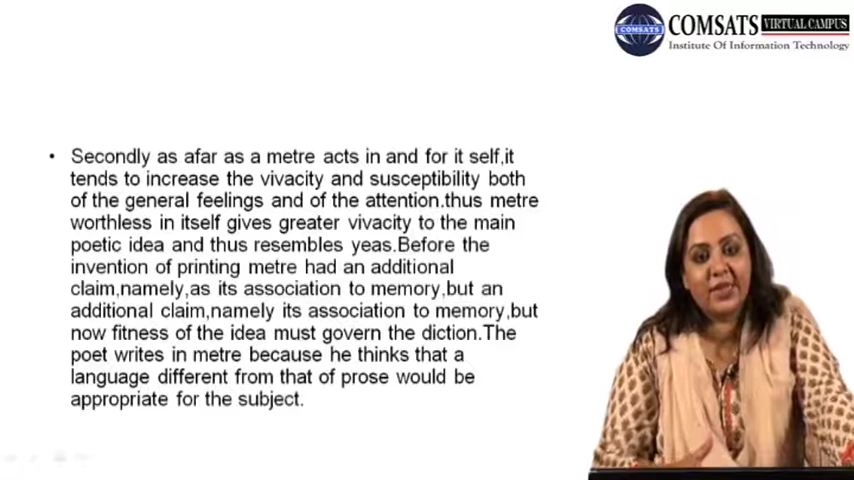 COMSATS
COMSATS VIRTUAL CAMPUS
Institute Of Information Technology
• Secondly as afar as a metre acts in and for it self,it
tends to increase the vivacity and susceptibility both
of the general feelings and of the attention.thus metre
worthless in itself gives greater vivacity to the main
poetic idea and thus resembles yeas.Before the
invention of printing metre had an additional
claim,namely,as its association to memory,but an
additional claim,namely its association to memory,but
now fitness of the idea must govern the diction.The
poet writes in metre because he thinks that a
language different from that of prose would be
appropriate for the subject.